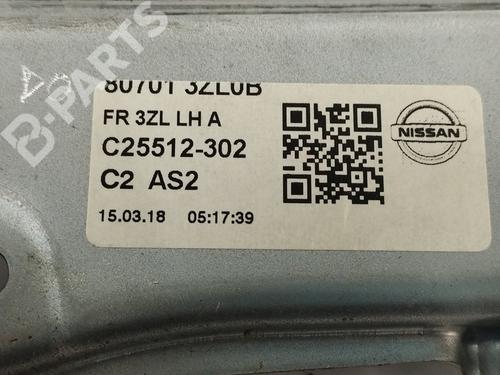 B-PARTS
80701 3ZL0B
FR 3ZL LH A
C25512-302
C2 AS2
15.03.18 05:17:39
NISSAN